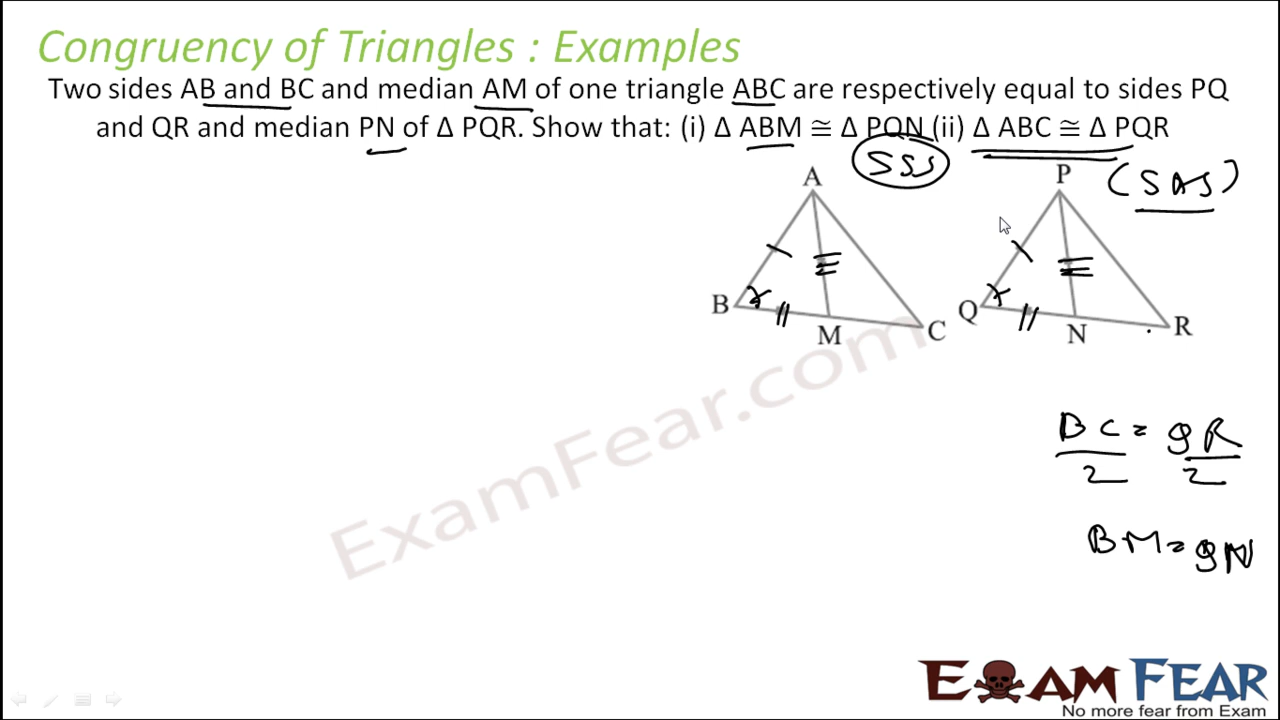 Congruency of Triangles : Examples
Two sides AB and BC and median AM of one triangle ABC are respectively equal to sides PQ
and QR and median PN of Δ PQR. Show that: (i) Δ ABM ≅ Δ PQN (ii) Δ ABC ≅ Δ PQR
SSS
(SAS)
A
P
B
M
C
Q
N
R
BC/2 = QR/2
BM = QN
ExamFear.com
EXAM FEAR
No more fear from Exam